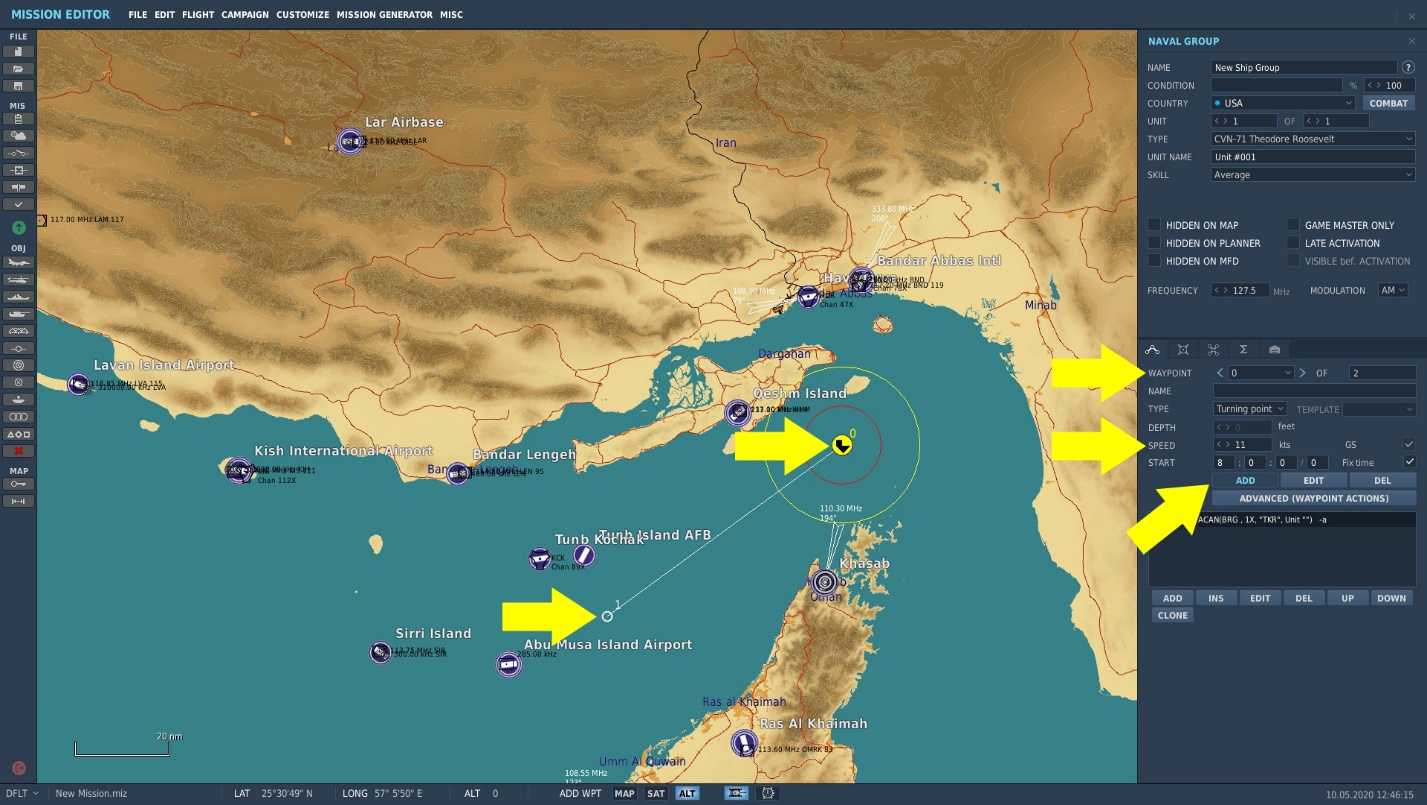 MISSION EDITOR FILE EDIT FLIGHT CAMPAIGN CUSTOMIZE MISSION GENERATOR MISC
FILE
MIS
OBJ
MAP
Lar Airbase
Iran
117.00 MHz LAM 117
333.80 MHz
208°
Bandar Abbas Intl
108.90 MHz
Chan 47X
Minab
Lavan Island Airport
Dargahan
Qeshm Island
0
Kish International Airport
Chan 112X
Bandar Lengeh
110.30 MHz
194°
Tunb Kochak
Tunb Island AFB
KCK
Chan 89X
Khasab
Oman
1
Sirri Island
Abu Musa Island Airport
285.00 kHz
Ras al Khaimah
Ras Al Khaimah
113.60 MHz OMRK 83
Umm Al Quwain
108.55 MHz
20 nm
NAVAL GROUP
NAME New Ship Group ?
CONDITION % < > 100
COUNTRY USA COMBAT
UNIT < > 1 OF < > 1
TYPE CVN-71 Theodore Roosevelt
UNIT NAME Unit #001
SKILL Average
HIDDEN ON MAP GAME MASTER ONLY
HIDDEN ON PLANNER LATE ACTIVATION
HIDDEN ON MFD VISIBLE bef. ACTIVATION
FREQUENCY < > 127.5 MHz MODULATION AM
WAYPOINT < 0 > OF 2
NAME
TYPE Turning point TEMPLATE
DEPTH < > 0 feet
SPEED < > 11 kts GS
START 8 : 0 : 0 / 0 Fix time
ADD EDIT DEL
ADVANCED (WAYPOINT ACTIONS)
ACAN(BRG , 1X, "TKR", Unit "") -a
ADD INS EDIT DEL UP DOWN
CLONE
DFLT New Mission.miz LAT 25°30'49" N LONG 57° 5'50" E ALT 0 ADD WPT MAP SAT ALT 10.05.2020 12:46:15